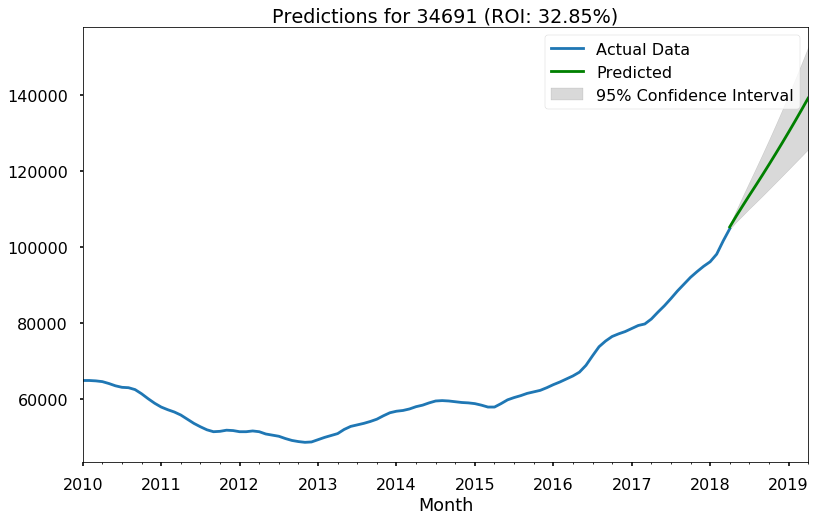 Predictions for 34691 (ROI: 32.85%)
Actual Data
Predicted
95% Confidence Interval
140000
120000
100000
80000
60000
2010 2011 2012 2013 2014 2015 2016 2017 2018 2019
Month